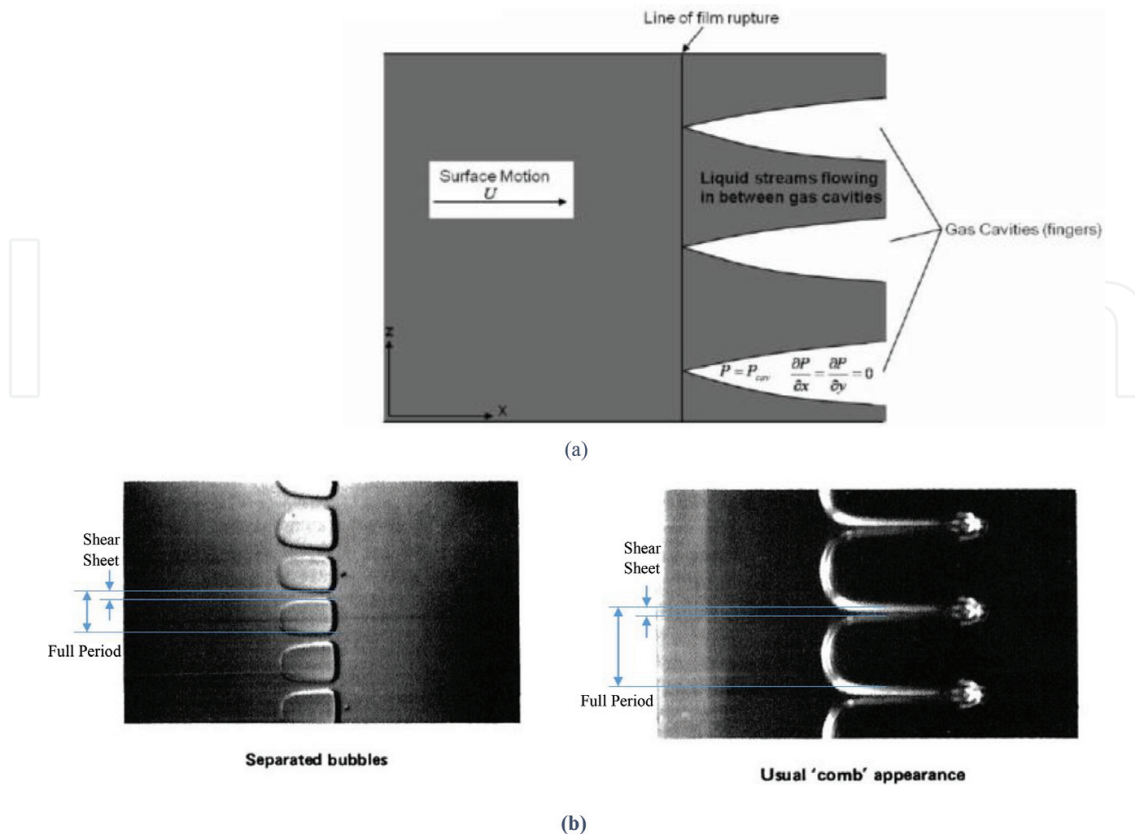 Line of film rupture
Surface Motion
U
Liquid streams flowing
in between gas cavities
Gas Cavities (fingers)
P = P_cav ∂P/∂x = ∂P/∂y = 0
z
X
(a)
Shear
Sheet
Full Period
Separated bubbles
Shear
Sheet
Full Period
Usual 'comb' appearance
(b)